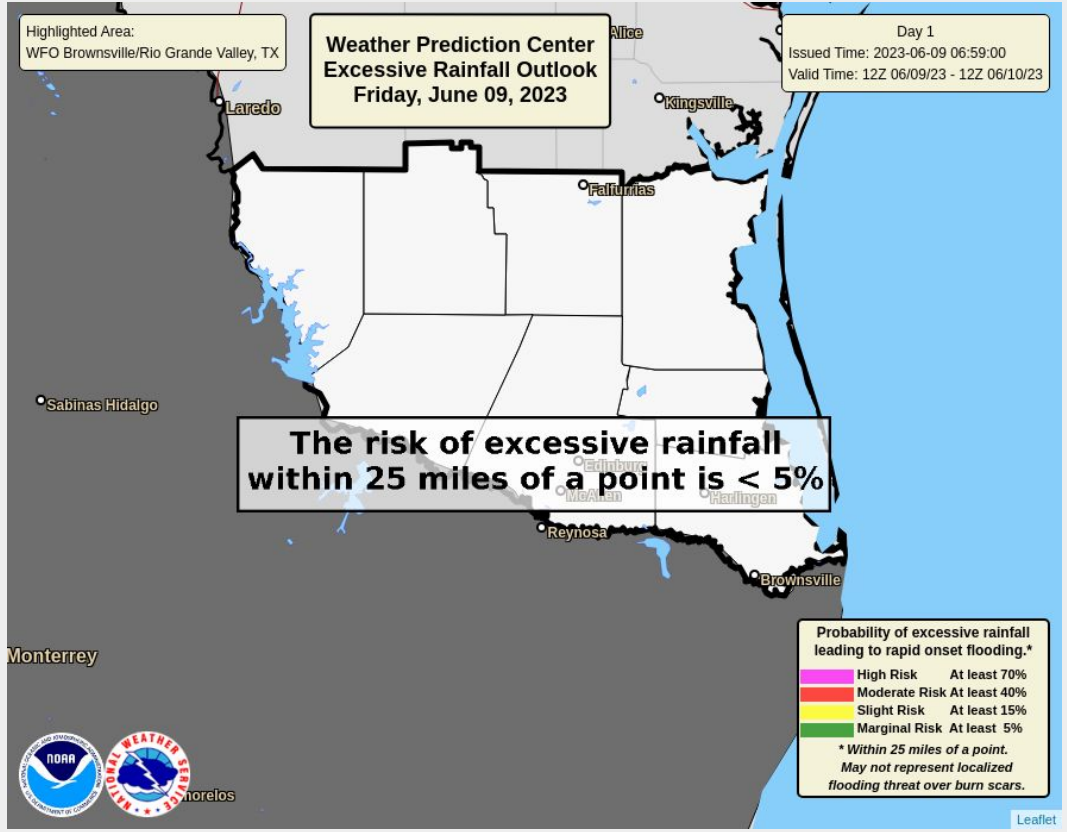 Highlighted Area:
WFO Brownsville/Rio Grande Valley, TX
Weather Prediction Center
Excessive Rainfall Outlook
Friday, June 09, 2023
Day 1
Issued Time: 2023-06-09 06:59:00
Valid Time: 12Z 06/09/23 - 12Z 06/10/23
Alice
Laredo
Kingsville
Falfurrias
Sabinas Hidalgo
The risk of excessive rainfall
within 25 miles of a point is < 5%
Edinburg
McAllen
Harlingen
Reynosa
Brownsville
Monterrey
morelos
Probability of excessive rainfall
leading to rapid onset flooding.*
High Risk At least 70%
Moderate Risk At least 40%
Slight Risk At least 15%
Marginal Risk At least 5%
* Within 25 miles of a point.
May not represent localized
flooding threat over burn scars.
NOAA
NATIONAL WEATHER SERVICE
Leaflet